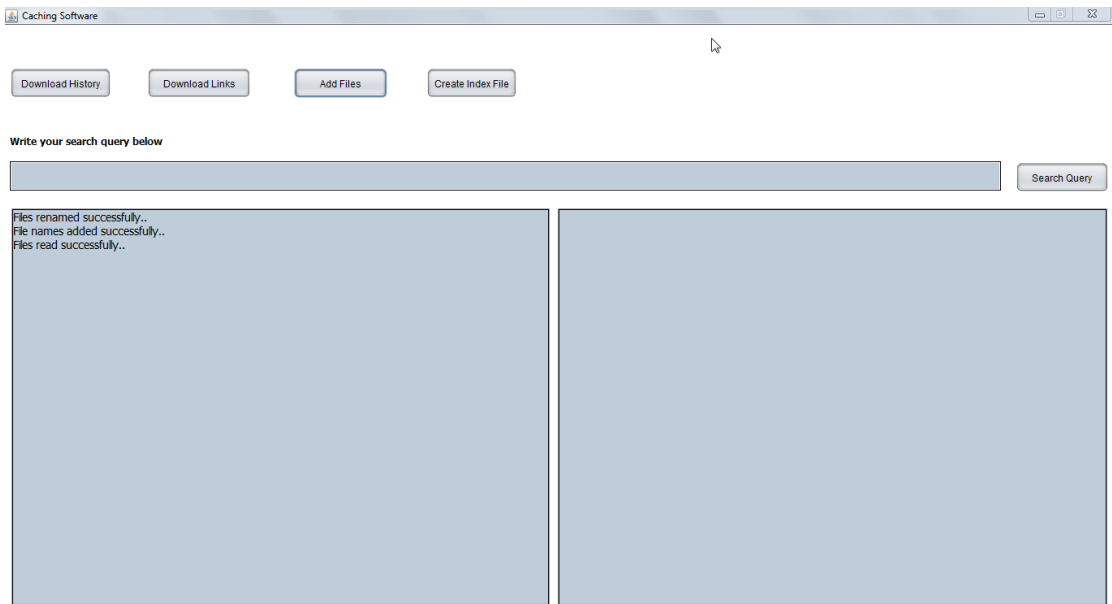 Caching Software
Download History Download Links Add Files Create Index File
Write your search query below
Search Query
Files renamed successfully..
File names added successfully..
Files read successfully..